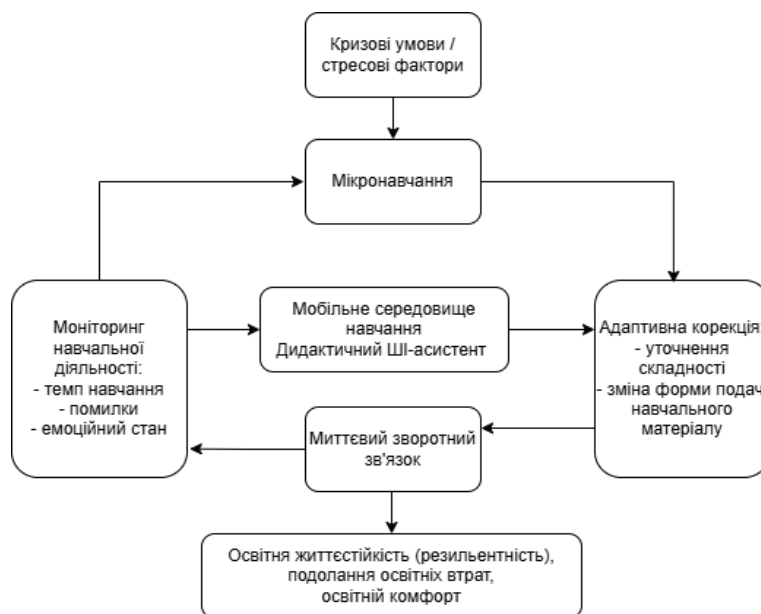 Кризові умови /
стресові фактори
Мікронавчання
Моніторинг
навчальної
діяльності:
- темп навчання
- помилки
- емоційний стан
Мобільне середовище
навчання
Дидактичний ШІ-асистент
Адаптивна корекція:
- уточнення
складності
- зміна форми подач
навчального
матеріалу
Миттєвий зворотний
зв'язок
Освітня життєстійкість (резильентність),
подолання освітніх втрат,
освітній комфорт